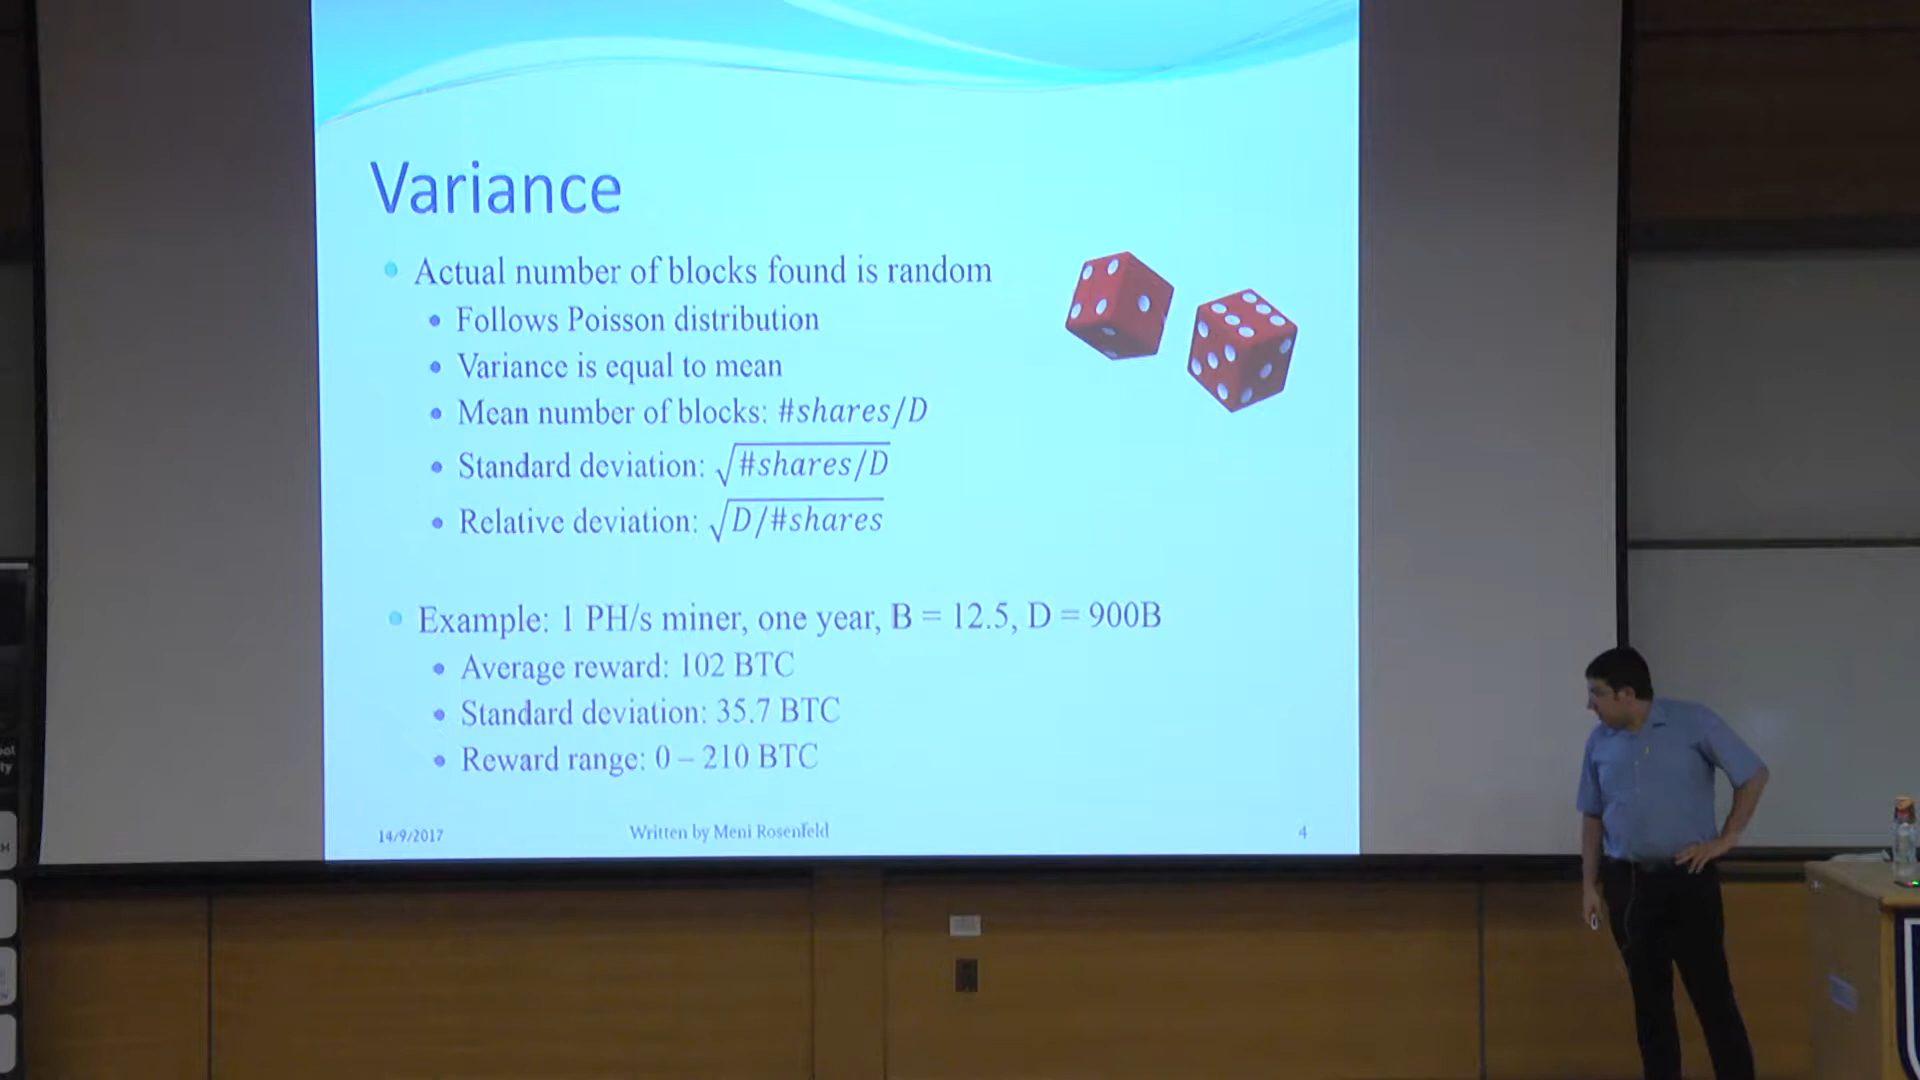 Variance
Actual number of blocks found is random
Follows Poisson distribution
Variance is equal to mean
Mean number of blocks: #shares/D
Standard deviation: √#shares/D
Relative deviation: √D/#shares
Example: 1 PH/s miner, one year, B = 12.5, D = 900B
Average reward: 102 BTC
Standard deviation: 35.7 BTC
Reward range: 0 – 210 BTC
14/9/2017 Written by Meni Rosenfeld 4